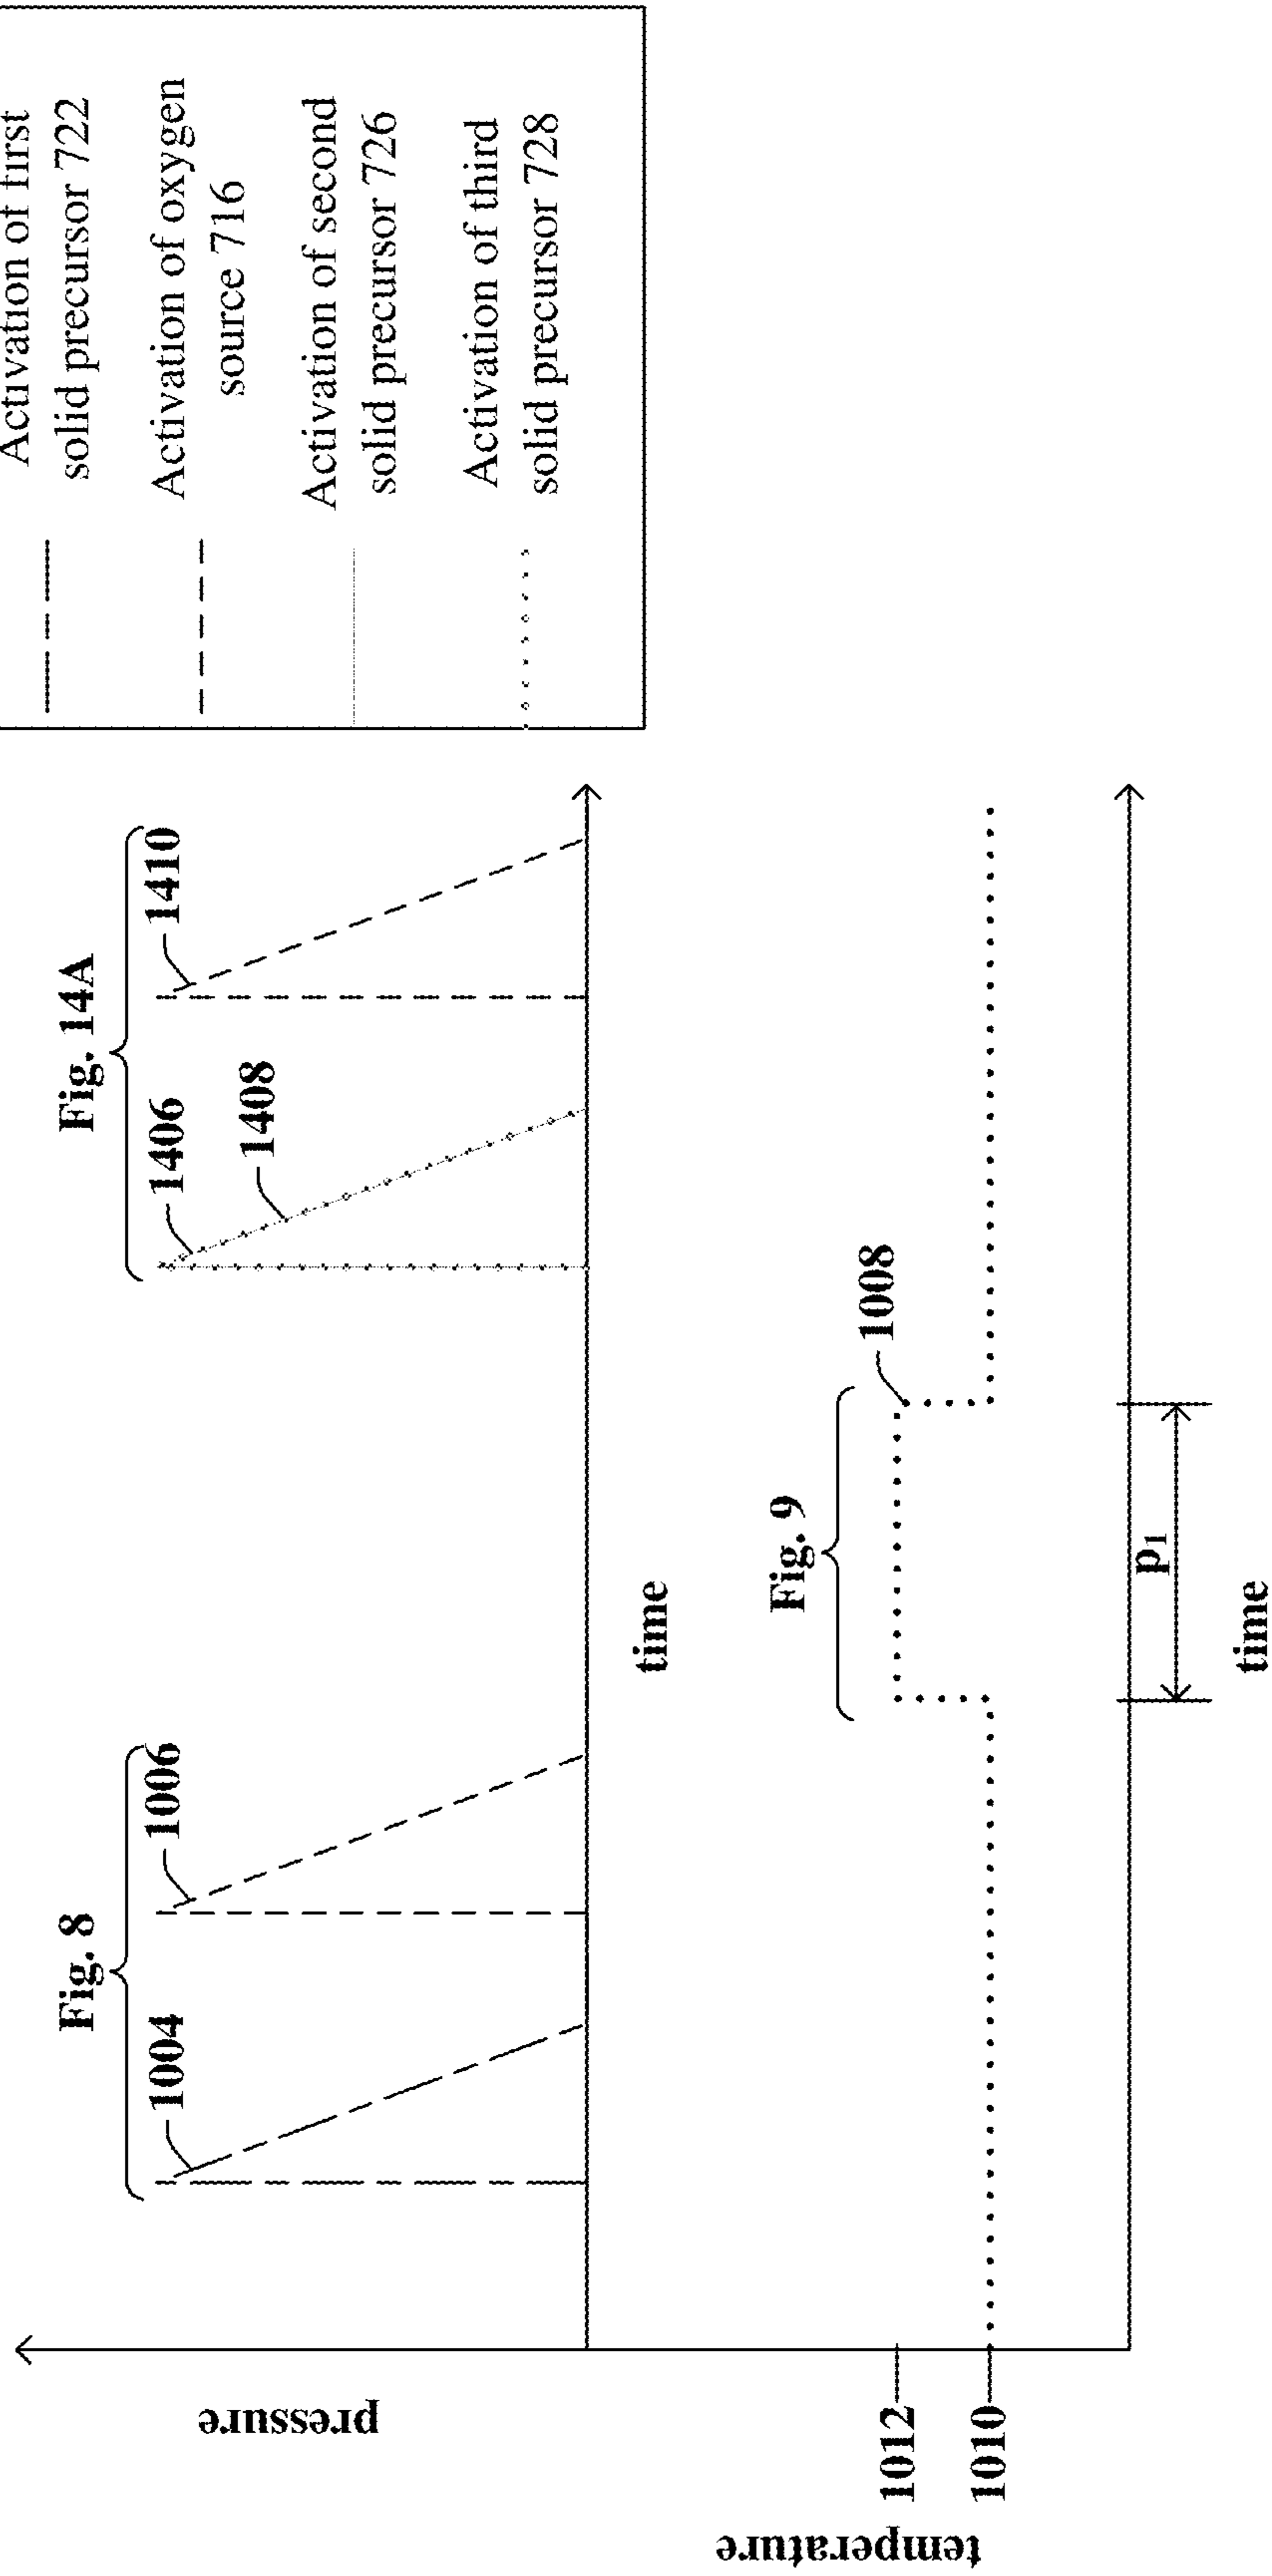 Activation of first
solid precursor 722
Activation of oxygen
source 716
Activation of second
solid precursor 726
Activation of third
solid precursor 728
pressure
Fig. 8
1004
1006
Fig. 14A
1406
1408
1410
time
temperature
1012
1010
Fig. 9
1008
p₁
time